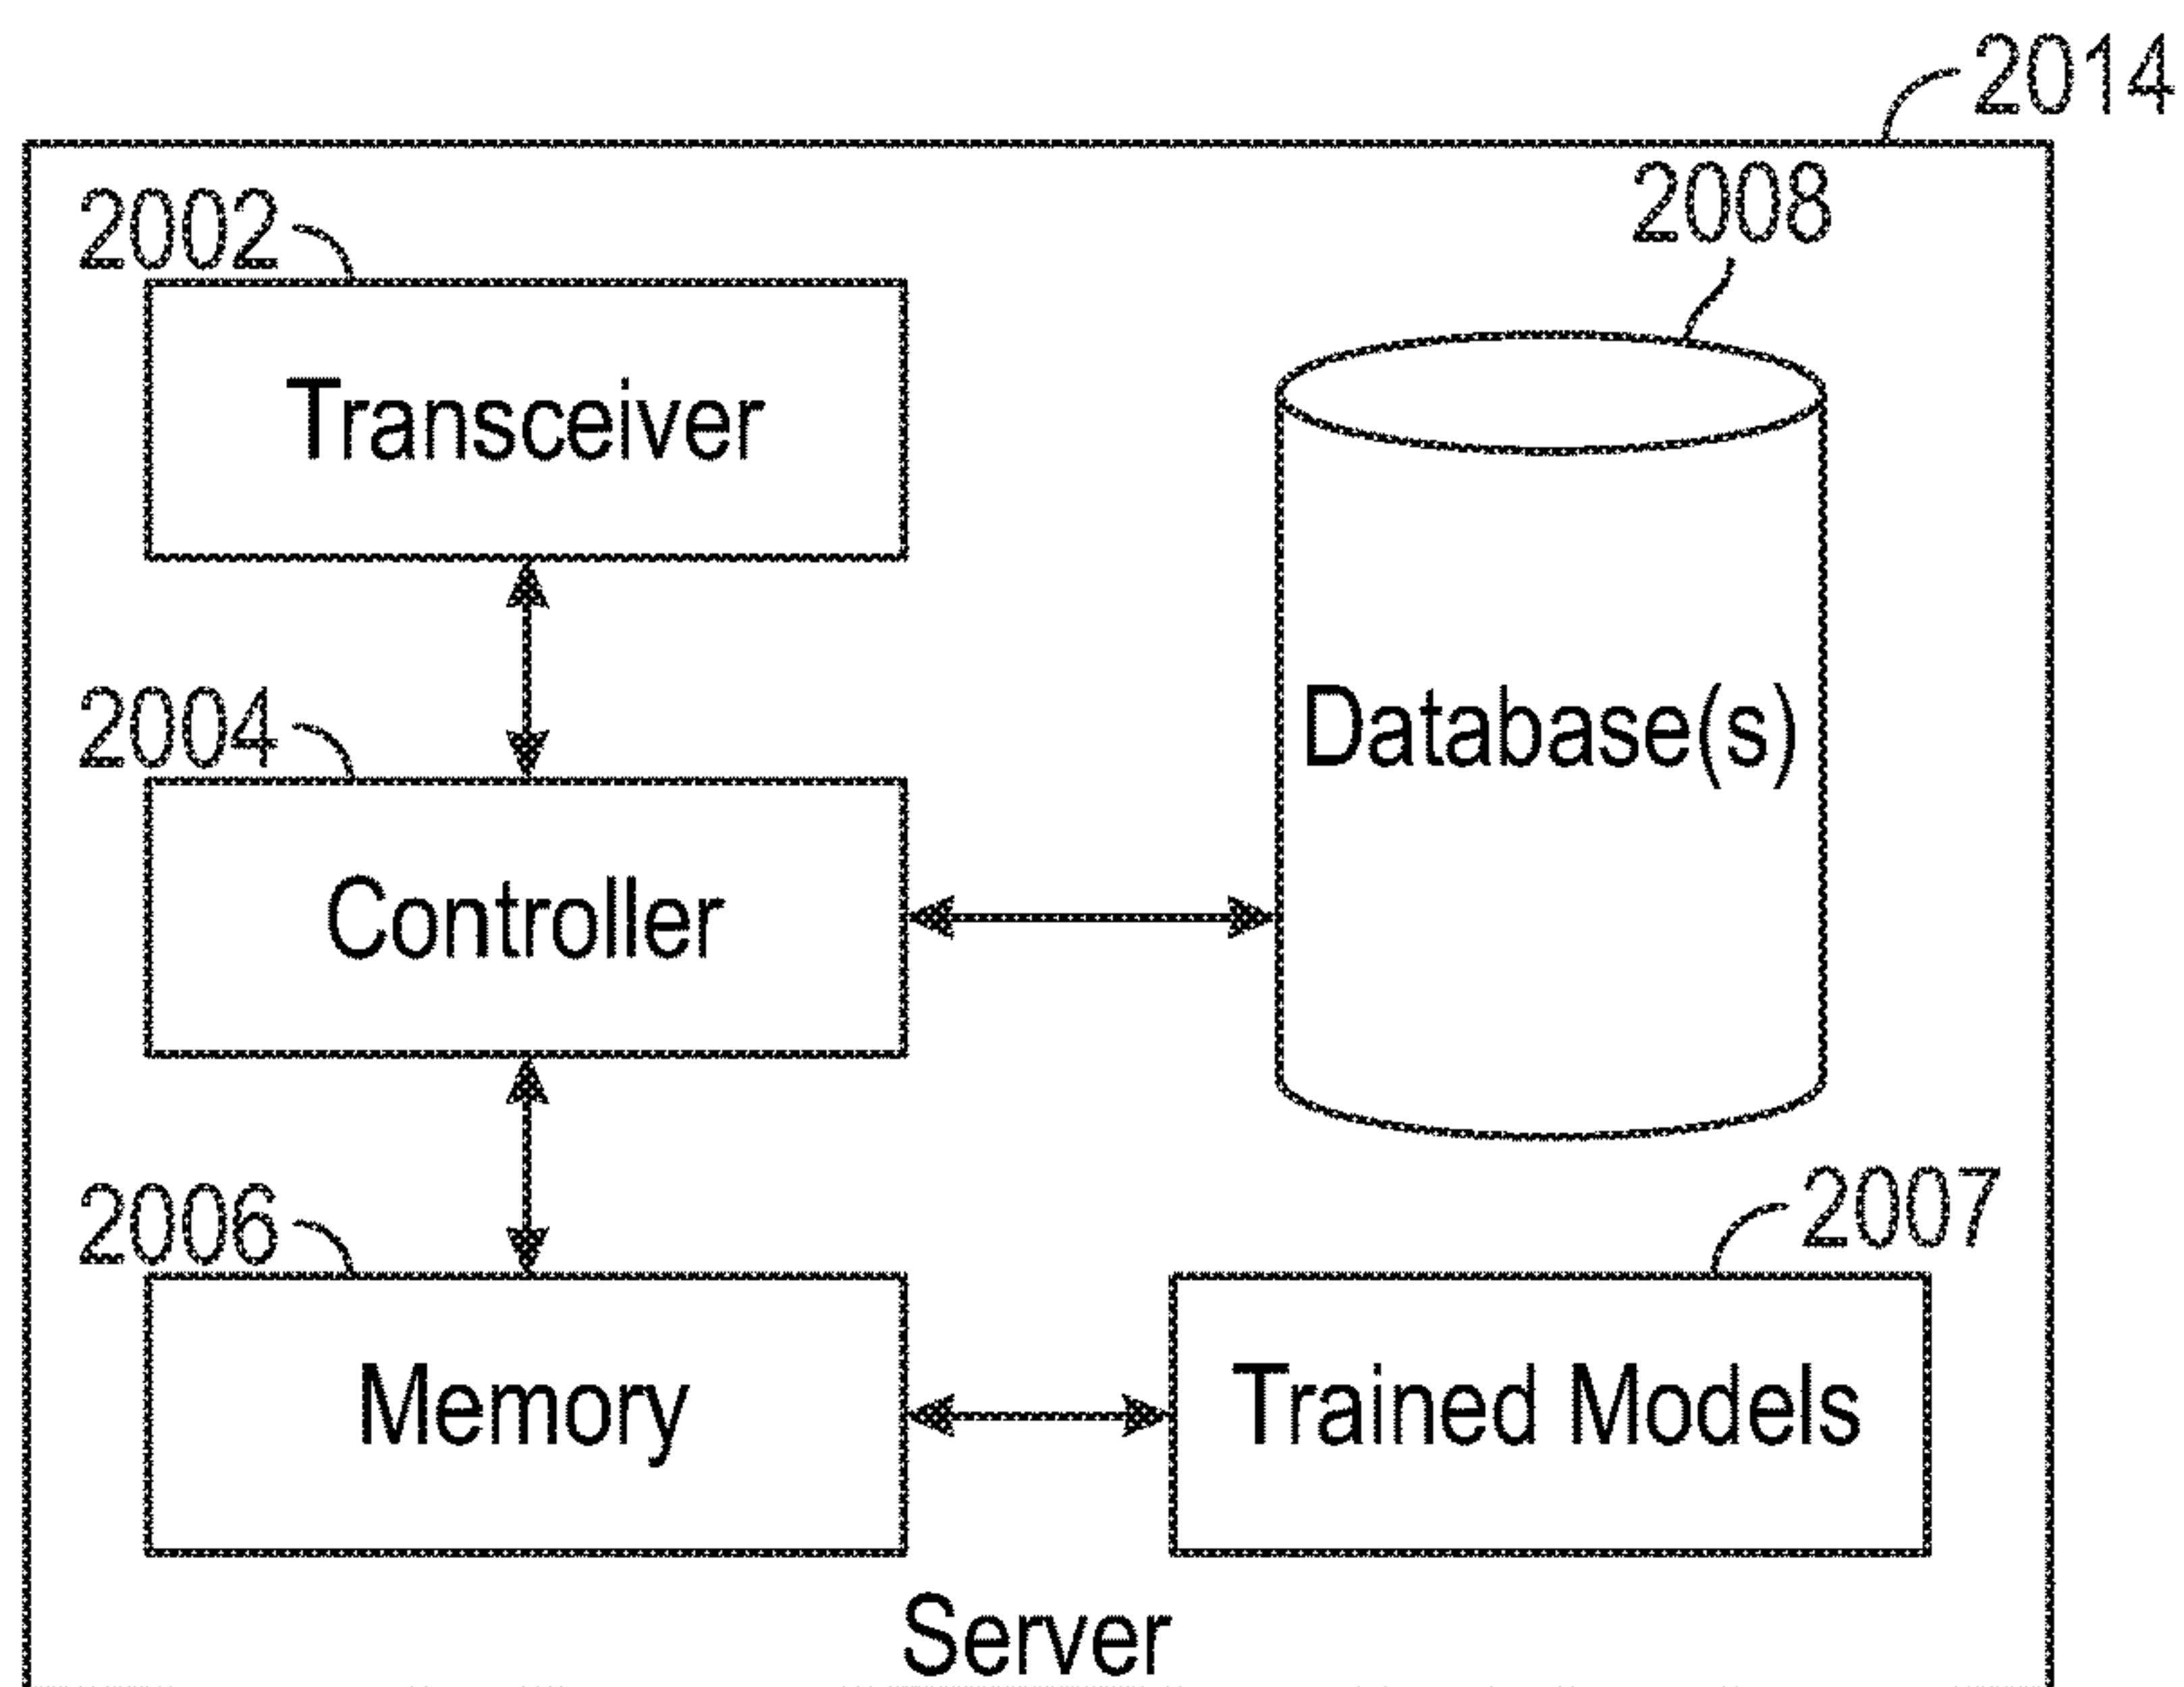 2014
2002
2008
Transceiver
2004
Database(s)
Controller
2006
2007
Memory
Trained Models
Server